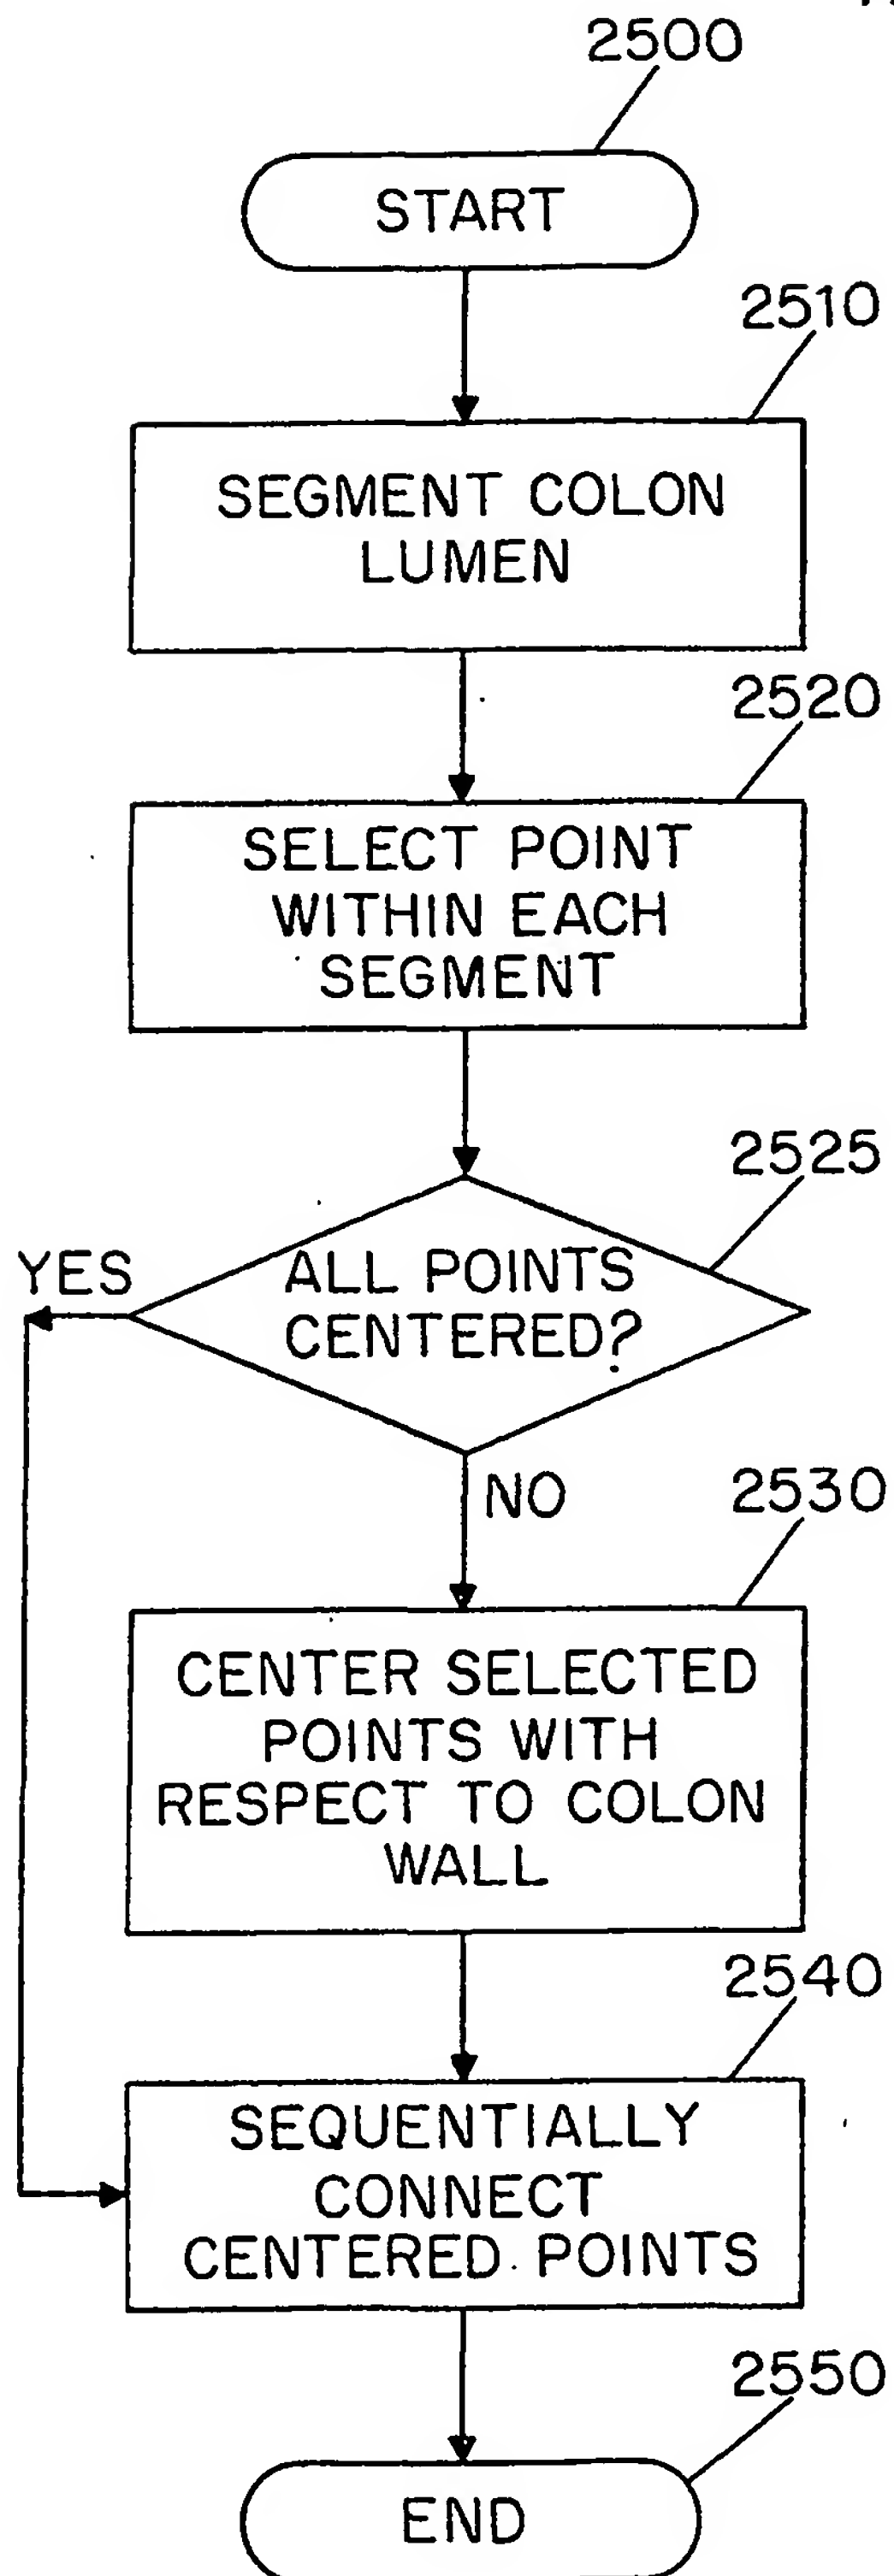 2500
START
2510
SEGMENT COLON
LUMEN
2520
SELECT POINT
WITHIN EACH
SEGMENT
2525
YES
ALL POINTS
CENTERED?
NO
2530
CENTER SELECTED
POINTS WITH
RESPECT TO COLON
WALL
2540
SEQUENTIALLY
CONNECT
CENTERED POINTS
2550
END